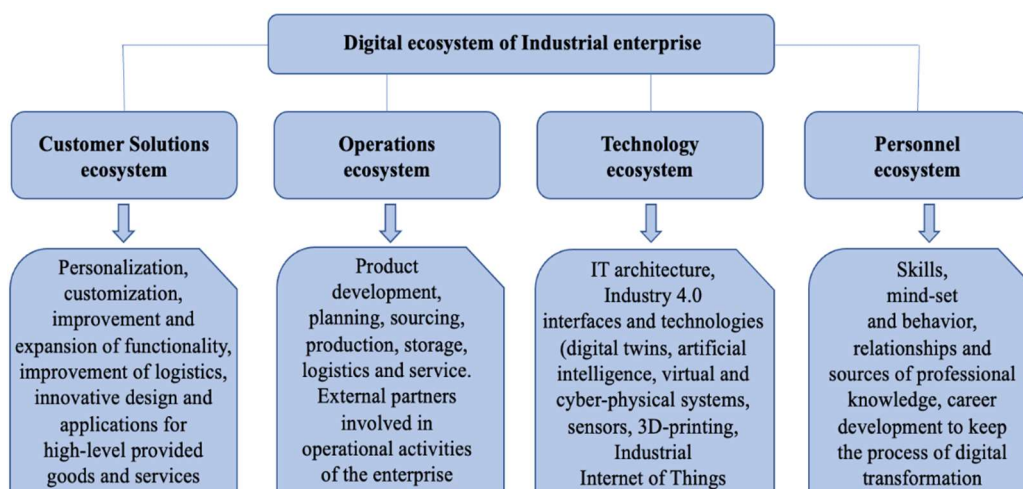 Digital ecosystem of Industrial enterprise
Customer Solutions
ecosystem
Personalization,
customization,
improvement and
expansion of functionality,
improvement of logistics,
innovative design and
applications for
high-level provided
goods and services
Operations
ecosystem
Product
development,
planning, sourcing,
production, storage,
logistics and service.
External partners
involved in
operational activities
of the enterprise
Technology
ecosystem
IT architecture,
Industry 4.0
interfaces and technologies
(digital twins, artificial
intelligence, virtual and
cyber-physical systems,
sensors, 3D-printing,
Industrial
Internet of Things
Personnel
ecosystem
Skills,
mind-set
and behavior,
relationships and
sources of professional
knowledge, career
development to keep
the process of digital
transformation